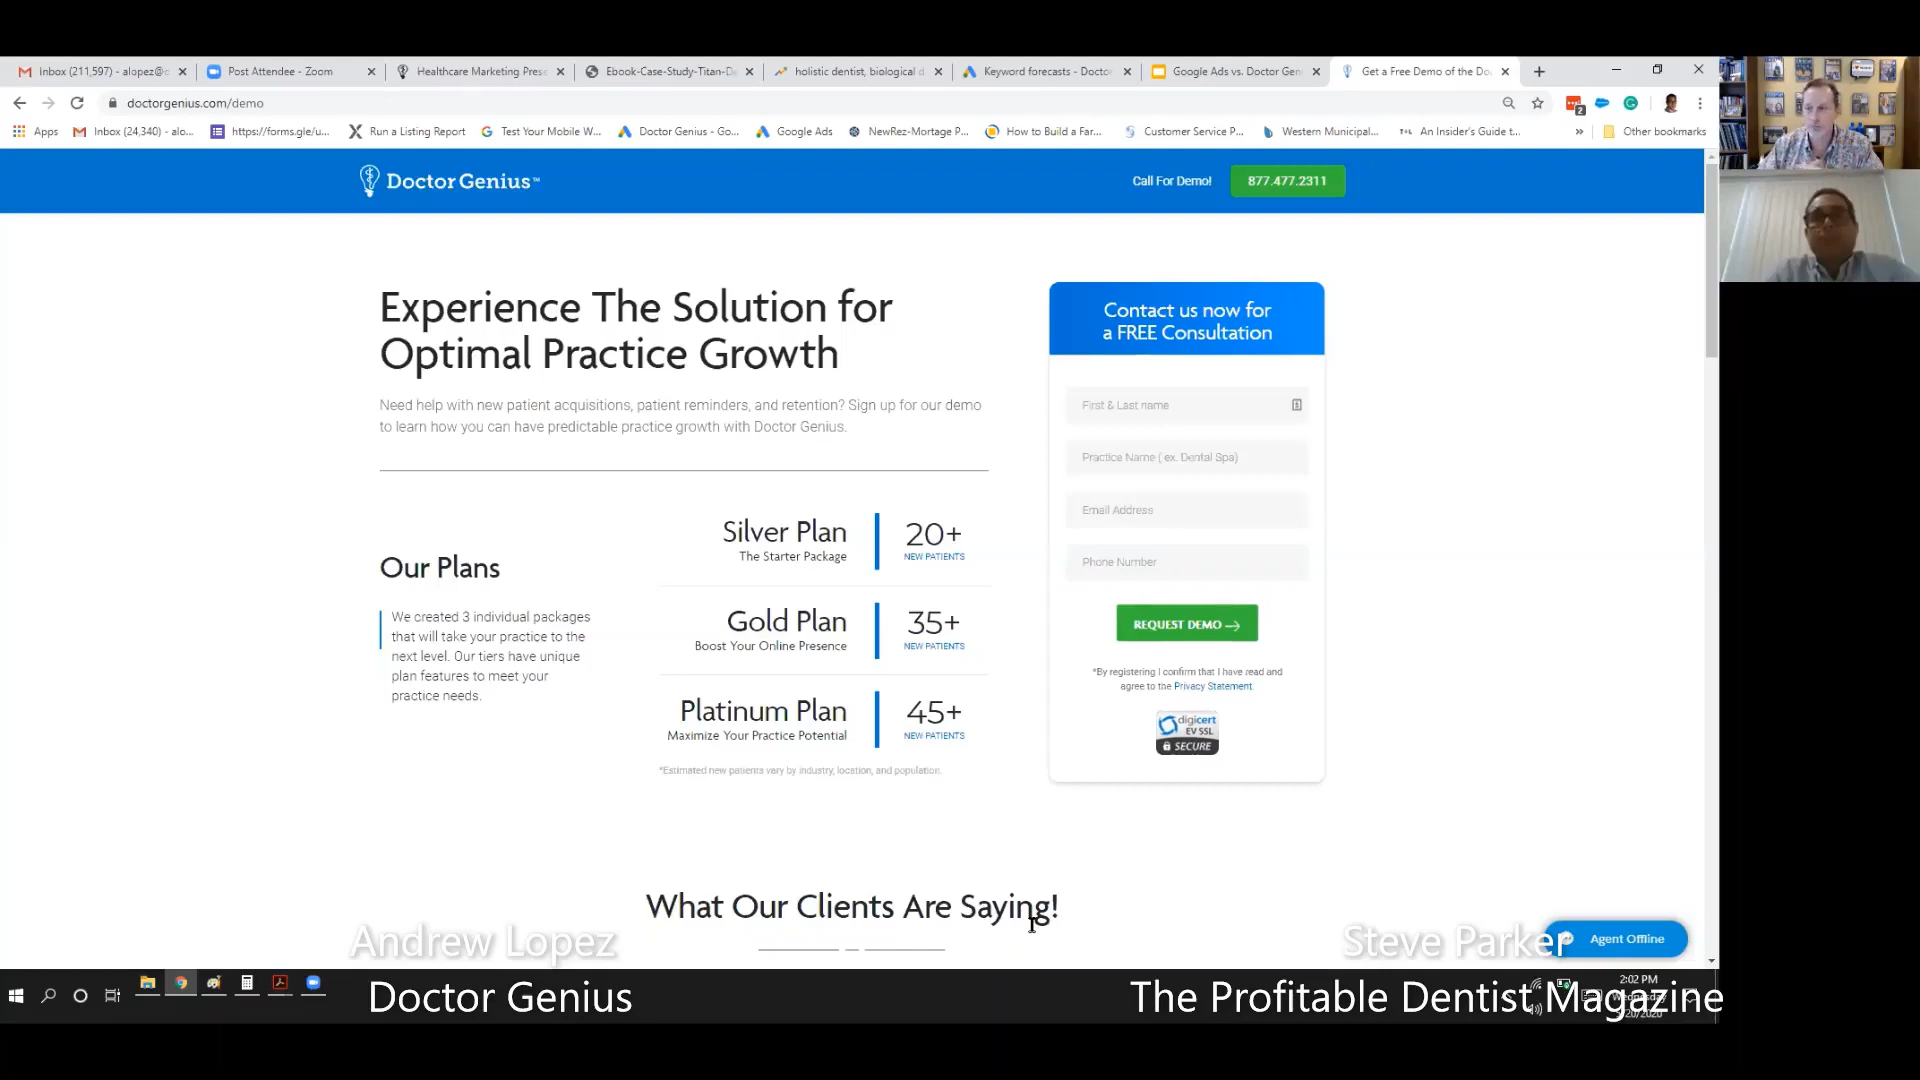 Inbox (211,597) - alopez@c
Post Attendee - Zoom
Healthcare Marketing Prese
Ebook-Case-Study-Titan-De
holistic dentist, biological d
Keyword forecasts - Doctor
Google Ads vs. Doctor Geni
Get a Free Demo of the Do
doctorgenius.com/demo
2
Apps
Inbox (24,340) - alo...
https://forms.gle/u...
Run a Listing Report
Test Your Mobile W...
Doctor Genius - Go...
Google Ads
NewRez-Mortage P...
How to Build a Far...
Customer Service P...
Western Municipal...
An Insider's Guide t...
Other bookmarks
Doctor Genius™
Call For Demo!
877.477.2311
Experience The Solution for
Optimal Practice Growth
Need help with new patient acquisitions, patient reminders, and retention? Sign up for our demo
to learn how you can have predictable practice growth with Doctor Genius.
Our Plans
We created 3 individual packages
that will take your practice to the
next level. Our tiers have unique
plan features to meet your
practice needs.
Silver Plan
The Starter Package
20+
NEW PATIENTS
Gold Plan
Boost Your Online Presence
35+
NEW PATIENTS
Platinum Plan
Maximize Your Practice Potential
45+
NEW PATIENTS
*Estimated new patients vary by industry, location, and population.
Contact us now for
a FREE Consultation
First & Last name
Practice Name ( ex. Dental Spa)
Email Address
Phone Number
REQUEST DEMO
*By registering I confirm that I have read and
agree to the Privacy Statement.
digicert
EV SSL
SECURE
What Our Clients Are Saying!
Agent Offline
Andrew Lopez
Steve Parker
Doctor Genius
The Profitable Dentist Magazine
2:02 PM
Wednesday